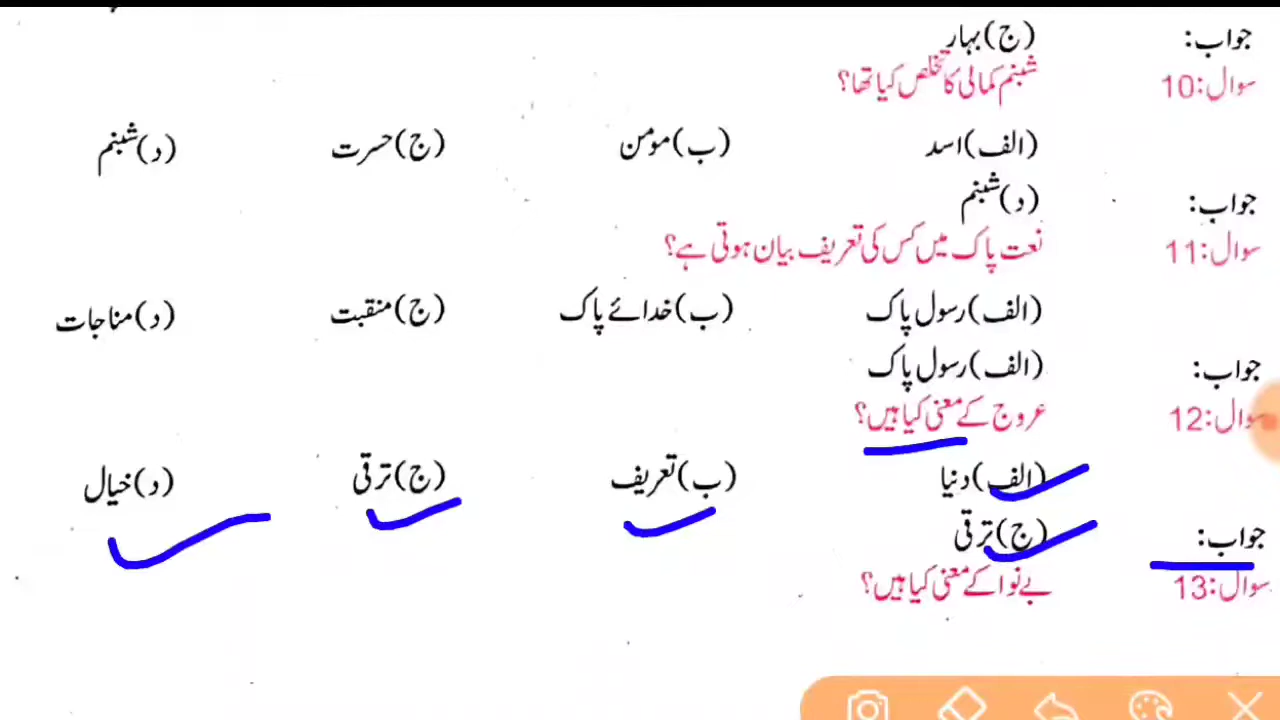 جواب: (ج) بہار
سوال:10 شبنم کمالی کا تخلص کیا تھا؟
(الف) اسد (ب) مومن (ج) حسرت (د) شبنم
جواب: (د) شبنم
سوال:11 نعت پاک میں کس کی تعریف بیان ہوتی ہے؟
(الف) رسول پاک (ب) خدائے پاک (ج) منقبت (د) مناجات
جواب: (الف) رسول پاک
سوال:12 عروج کے معنی کیا ہیں؟
(الف) دنیا (ب) تعریف (ج) ترقی (د) خیال
جواب: (ج) ترقی
سوال:13 بے نوا کے معنی کیا ہیں؟